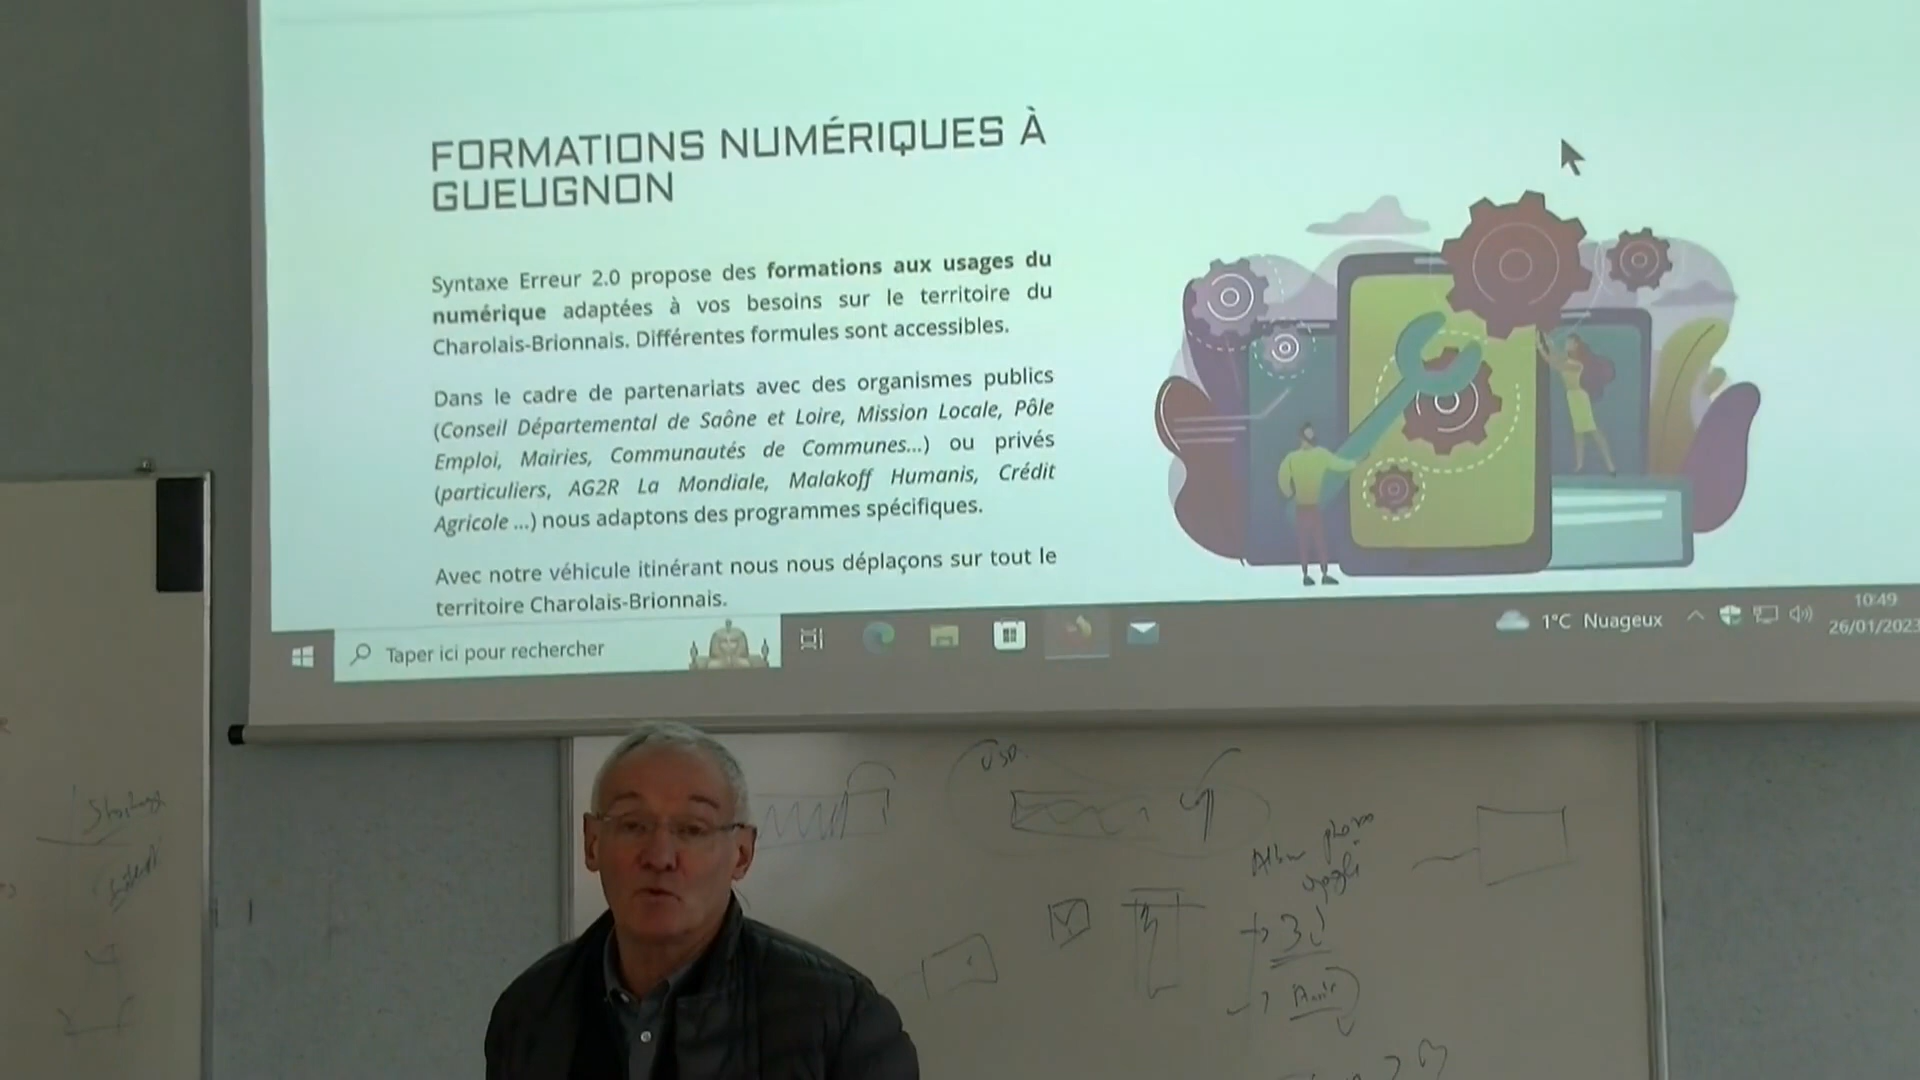 FORMATIONS NUMÉRIQUES À
GUEUGNON
Syntaxe Erreur 2.0 propose des formations aux usages du
numérique adaptées à vos besoins sur le territoire du
Charolais-Brionnais. Différentes formules sont accessibles.
Dans le cadre de partenariats avec des organismes publics
(Conseil Départemental de Saône et Loire, Mission Locale, Pôle
Emploi, Mairies, Communautés de Communes...) ou privés
(particuliers, AG2R La Mondiale, Malakoff Humanis, Crédit
Agricole ...) nous adaptons des programmes spécifiques.
Avec notre véhicule itinérant nous nous déplaçons sur tout le
territoire Charolais-Brionnais.
Taper ici pour rechercher
1°C Nuageux
10:49
26/01/2023